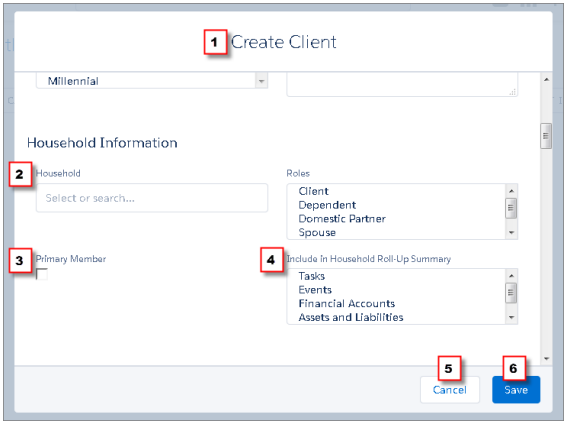 1 Create Client
Millennial
Household Information
2 Household
Select or search...
Roles
Client
Dependent
Domestic Partner
Spouse
3 Primary Member
4 Include in Household Roll-Up Summary
Tasks
Events
Financial Accounts
Assets and Liabilities
5 Cancel
6 Save